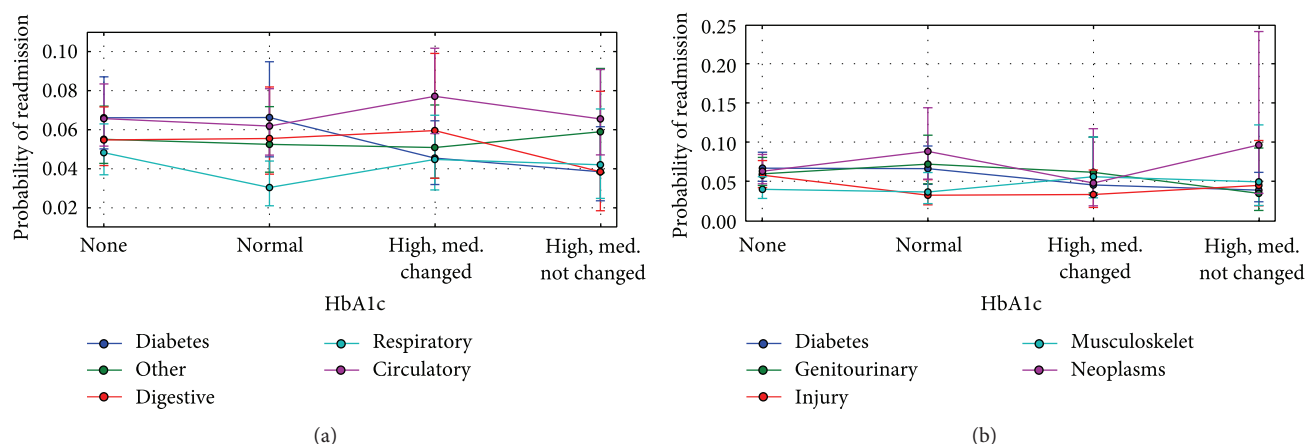 0.10
0.08
0.06
0.04
0.02
Probability of readmission
None
Normal
High, med.
changed
High, med.
not changed
HbA1c
Diabetes
Other
Digestive
Respiratory
Circulatory
(a)
0.25
0.20
0.15
0.10
0.05
0.00
Probability of readmission
None
Normal
High, med.
changed
High, med.
not changed
HbA1c
Diabetes
Genitourinary
Injury
Musculoskelet
Neoplasms
(b)